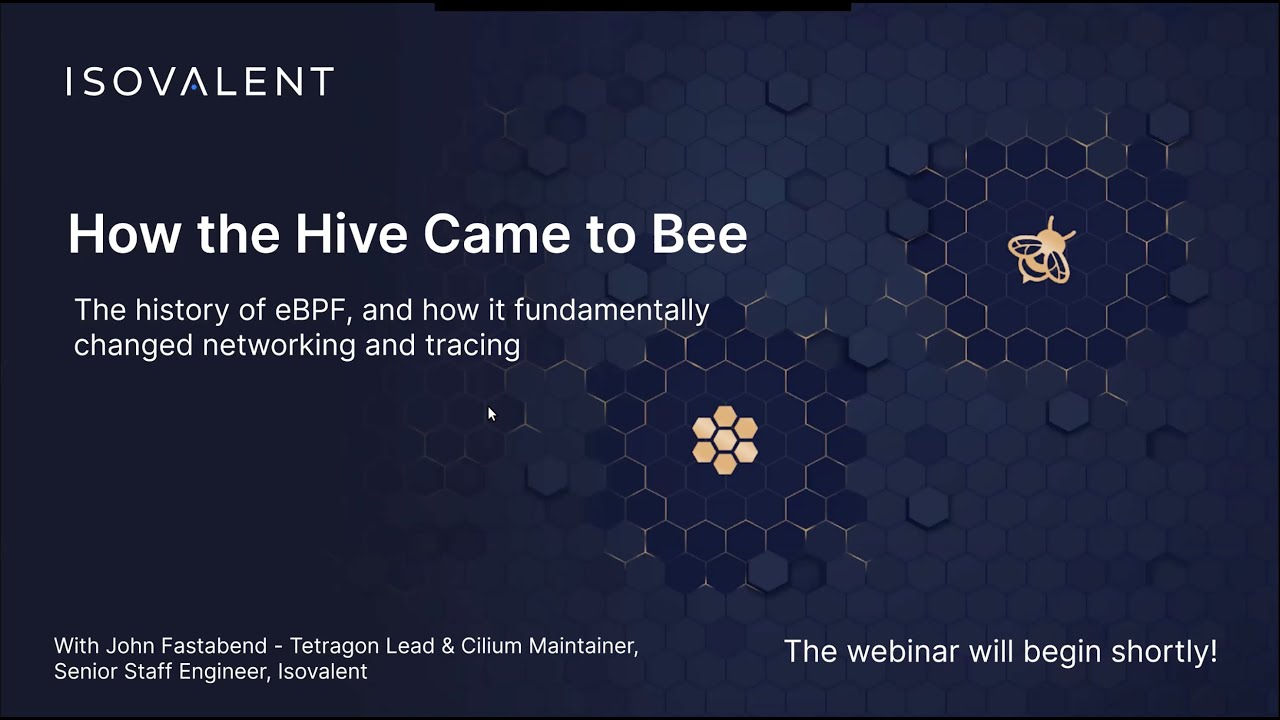 ISOVALENT
How the Hive Came to Bee
The history of eBPF, and how it fundamentally
changed networking and tracing
With John Fastabend - Tetragon Lead & Cilium Maintainer,
Senior Staff Engineer, Isovalent
The webinar will begin shortly!